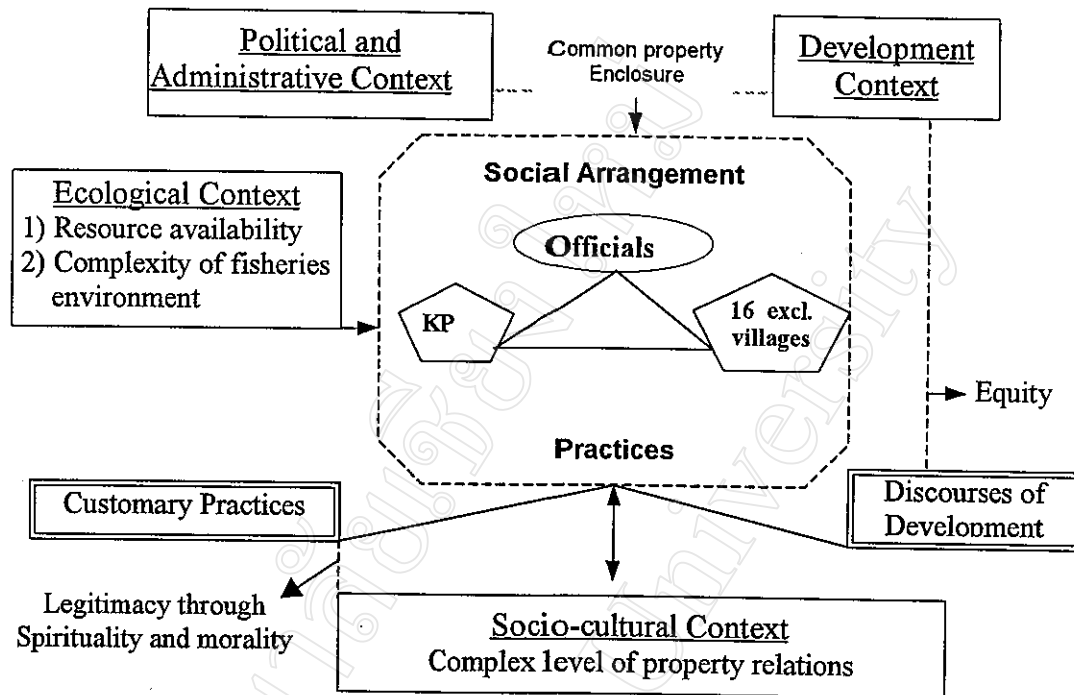 Political and
Administrative Context
Common property
Enclosure
Development
Context
Ecological Context
1) Resource availability
2) Complexity of fisheries
environment
Social Arrangement
Officials
KP
16 excl.
villages
Equity
Practices
Customary Practices
Discourses of
Development
Legitimacy through
Spirituality and morality
Socio-cultural Context
Complex level of property relations
University